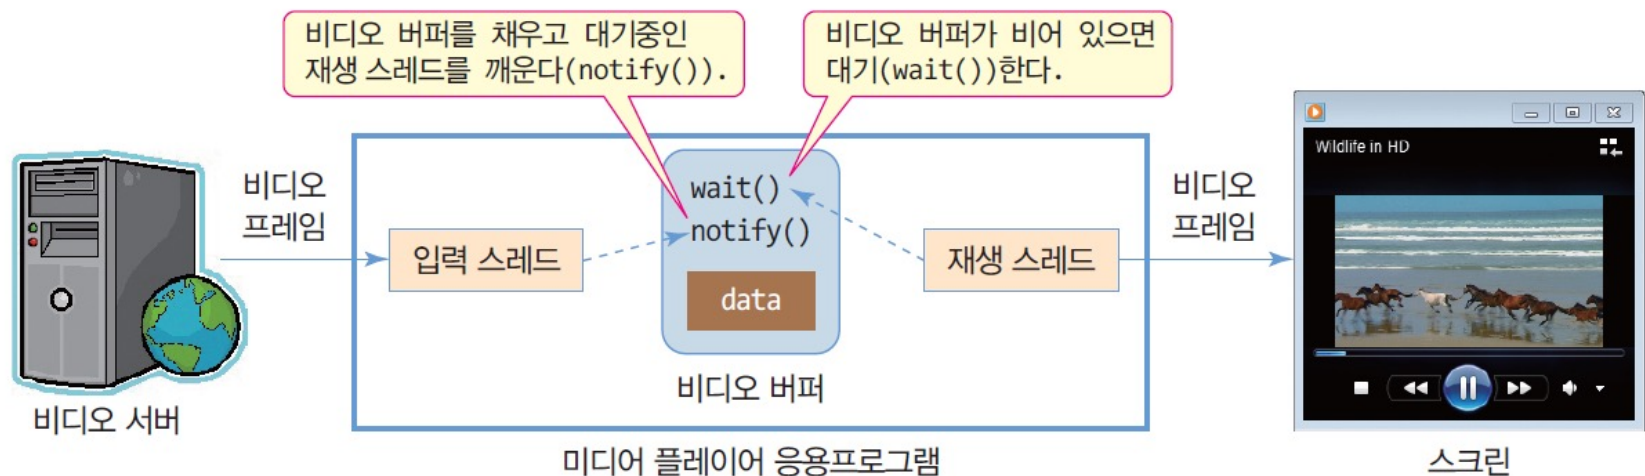 비디오 버퍼를 채우고 대기중인
재생 스레드를 깨운다(notify()).
비디오 버퍼가 비어 있으면
대기(wait())한다.
비디오
프레임
입력 스레드
wait()
notify()
data
비디오 버퍼
재생 스레드
비디오
프레임
Wildlife in HD
비디오 서버
미디어 플레이어 응용프로그램
스크린